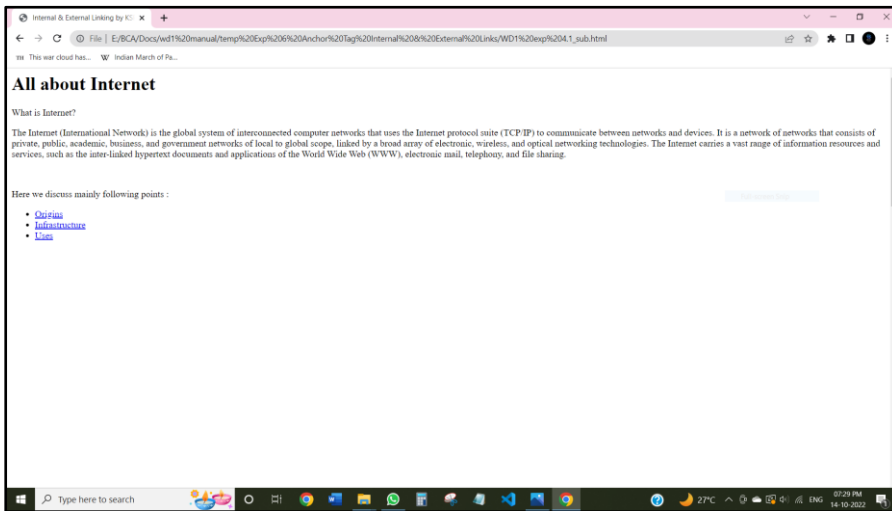 Internal & External Linking by KS
File | E:/BCA/Docs/wd1%20manual/temp%20Exp%206%20Anchor%20Tag%20Internal%20&%20External%20Links/WD1%20exp%204.1_sub.html
This war cloud has...
W Indian March of Pa...
All about Internet
What is Internet?
The Internet (International Network) is the global system of interconnected computer networks that uses the Internet protocol suite (TCP/IP) to communicate between networks and devices. It is a network of networks that consists of
private, public, academic, business, and government networks of local to global scope, linked by a broad array of electronic, wireless, and optical networking technologies. The Internet carries a vast range of information resources and
services, such as the inter-linked hypertext documents and applications of the World Wide Web (WWW), electronic mail, telephony, and file sharing.
Here we discuss mainly following points :
• Origins
• Infrastructure
• Uses
Type here to search
27°C
ENG
07:29 PM
14-10-2022